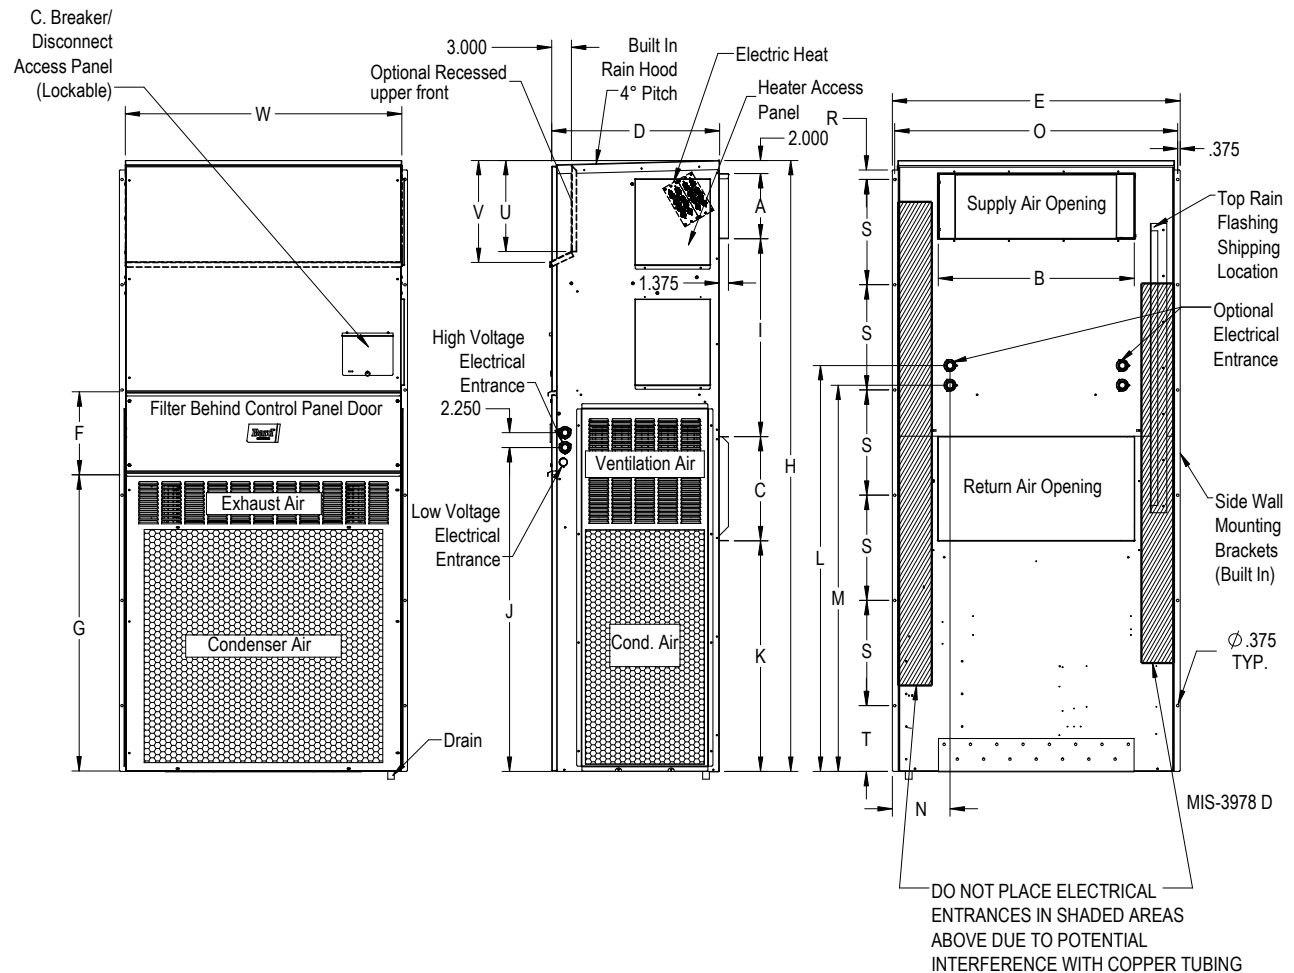 C. Breaker/
Disconnect
Access Panel
(Lockable)
W
Filter Behind Control Panel Door
Bard
F
Exhaust Air
G
Condenser Air
Drain
3.000
Optional Recessed
upper front
Built In
Rain Hood
4° Pitch
Electric Heat
Heater Access
Panel
D
2.000
V
U
A
1.375
I
High Voltage
Electrical
Entrance
2.250
Ventilation Air
H
C
Low Voltage
Electrical
Entrance
J
Cond. Air
K
E
R
O
.375
Supply Air Opening
Top Rain
Flashing
Shipping
Location
S
B
S
Optional
Electrical
Entrance
S
Return Air Opening
S
Side Wall
Mounting
Brackets
(Built In)
L
M
S
Ø.375
TYP.
T
N
MIS-3978 D
DO NOT PLACE ELECTRICAL
ENTRANCES IN SHADED AREAS
ABOVE DUE TO POTENTIAL
INTERFERENCE WITH COPPER TUBING